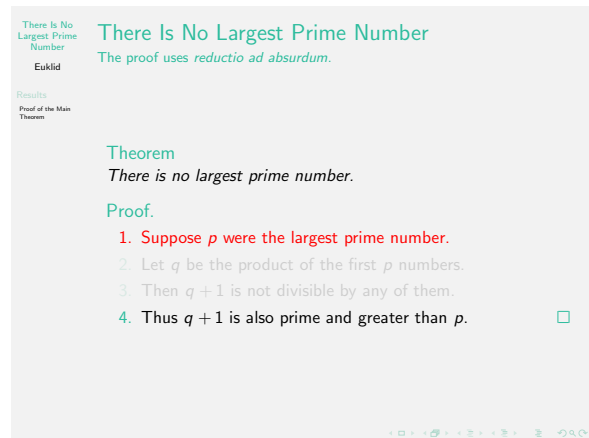 There Is No
Largest Prime
Number
Euklid
Results
Proof of the Main
Theorem
There Is No Largest Prime Number
The proof uses reductio ad absurdum.
Theorem
There is no largest prime number.
Proof.
1. Suppose p were the largest prime number.
2. Let q be the product of the first p numbers.
3. Then q + 1 is not divisible by any of them.
4. Thus q + 1 is also prime and greater than p.